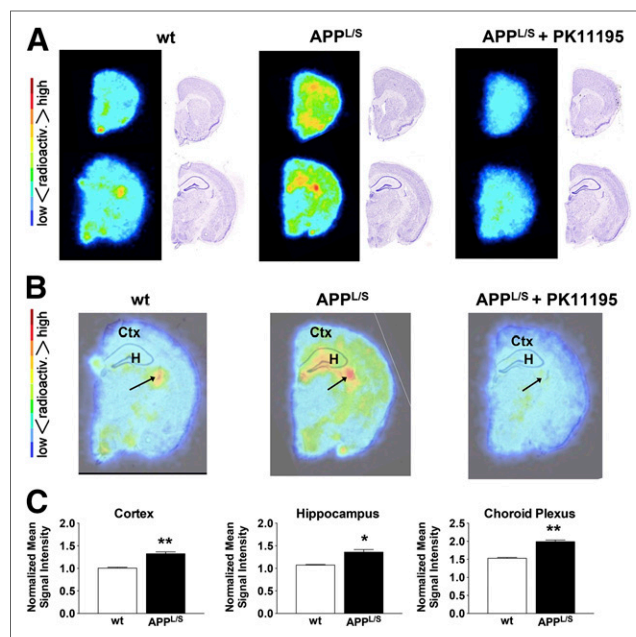 A
wt APP^L/S APP^L/S + PK11195
low < radioactiv. > high
B
wt APP^L/S APP^L/S + PK11195
low < radioactiv. > high
Ctx
H
Ctx
H
Ctx
H
C
Cortex
Normalized Mean
Signal Intensity
2.0
1.5
1.0
0.5
0.0
**
wt APP^L/S
Hippocampus
Normalized Mean
Signal Intensity
2.0
1.5
1.0
0.5
0.0
*
wt APP^L/S
Choroid Plexus
Normalized Mean
Signal Intensity
2.5
2.0
1.5
1.0
0.5
0.0
**
wt APP^L/S